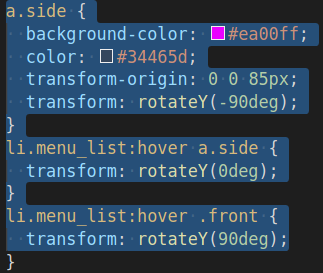 a.side {
  background-color: #ea00ff;
  color: #34465d;
  transform-origin: 0 0 85px;
  transform: rotateY(-90deg);
}
li.menu_list:hover a.side {
  transform: rotateY(0deg);
}
li.menu_list:hover .front {
  transform: rotateY(90deg);
}